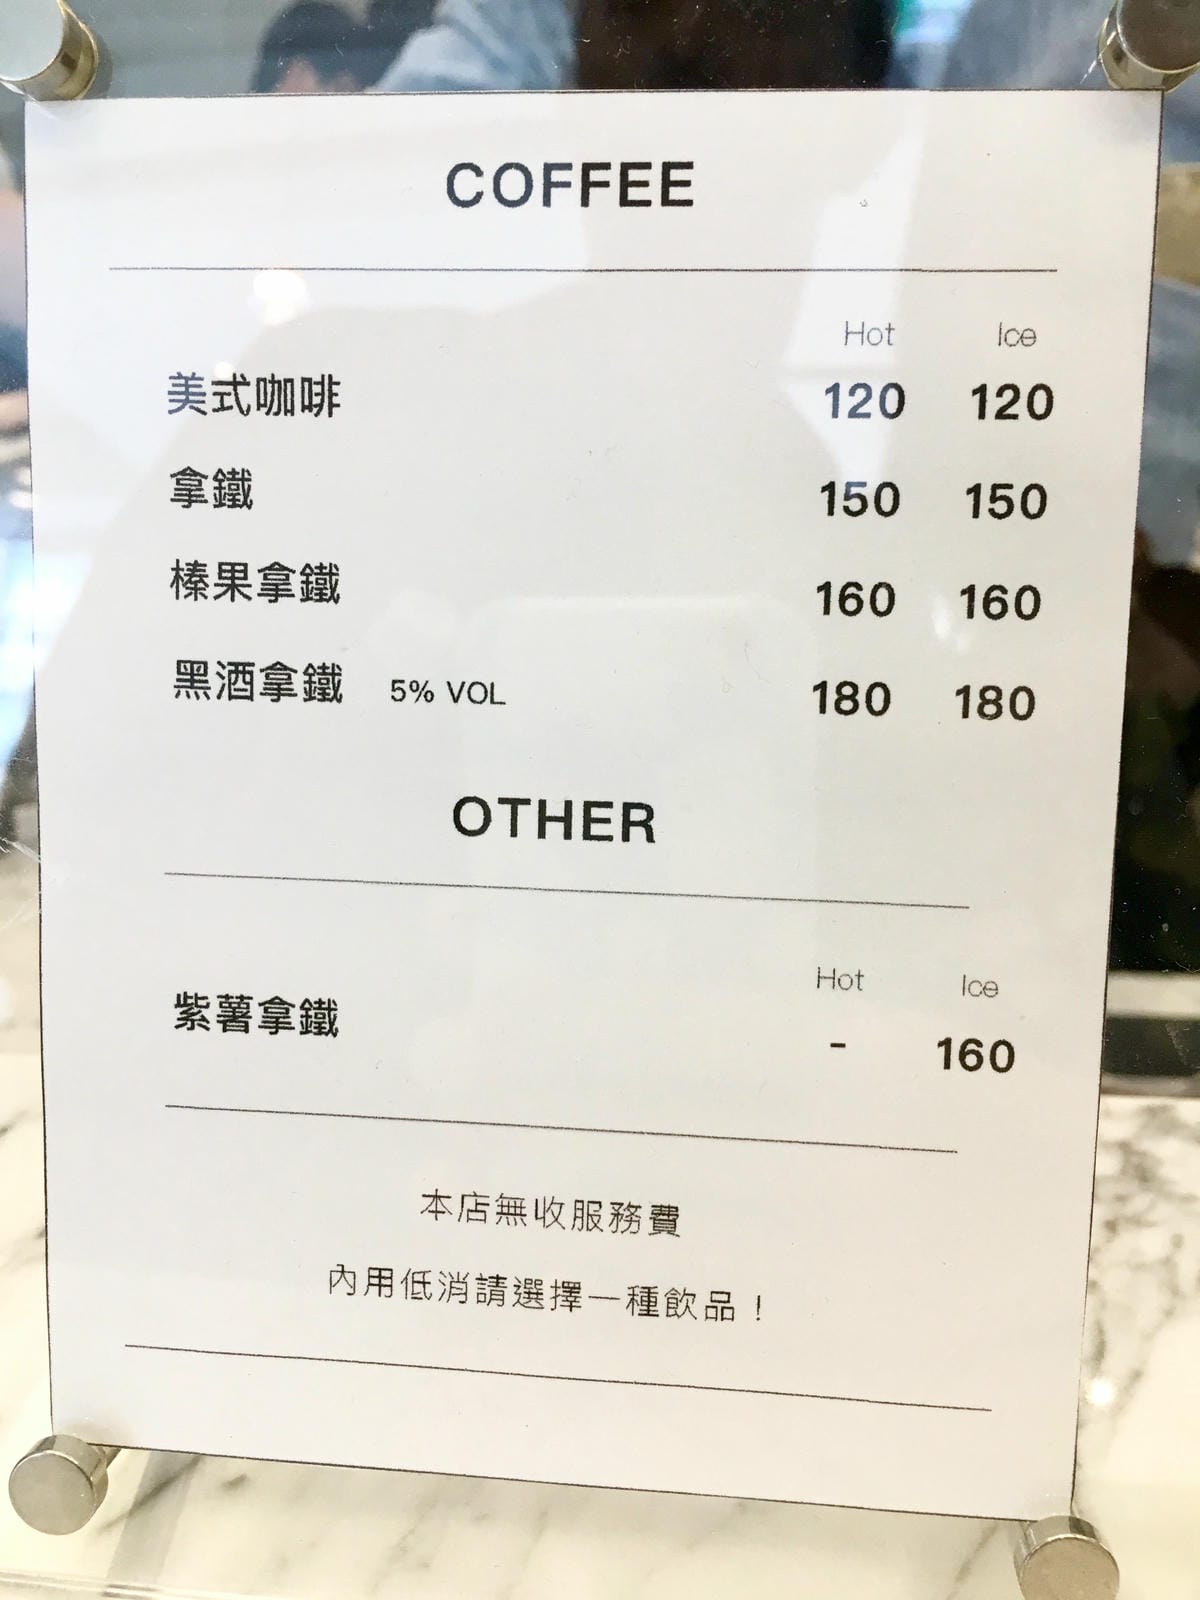 COFFEE
Hot Ice
美式咖啡 120 120
拿鐵 150 150
榛果拿鐵 160 160
黑酒拿鐵 5% VOL 180 180
OTHER
Hot Ice
紫薯拿鐵 - 160
本店無收服務費
內用低消請選擇一種飲品！